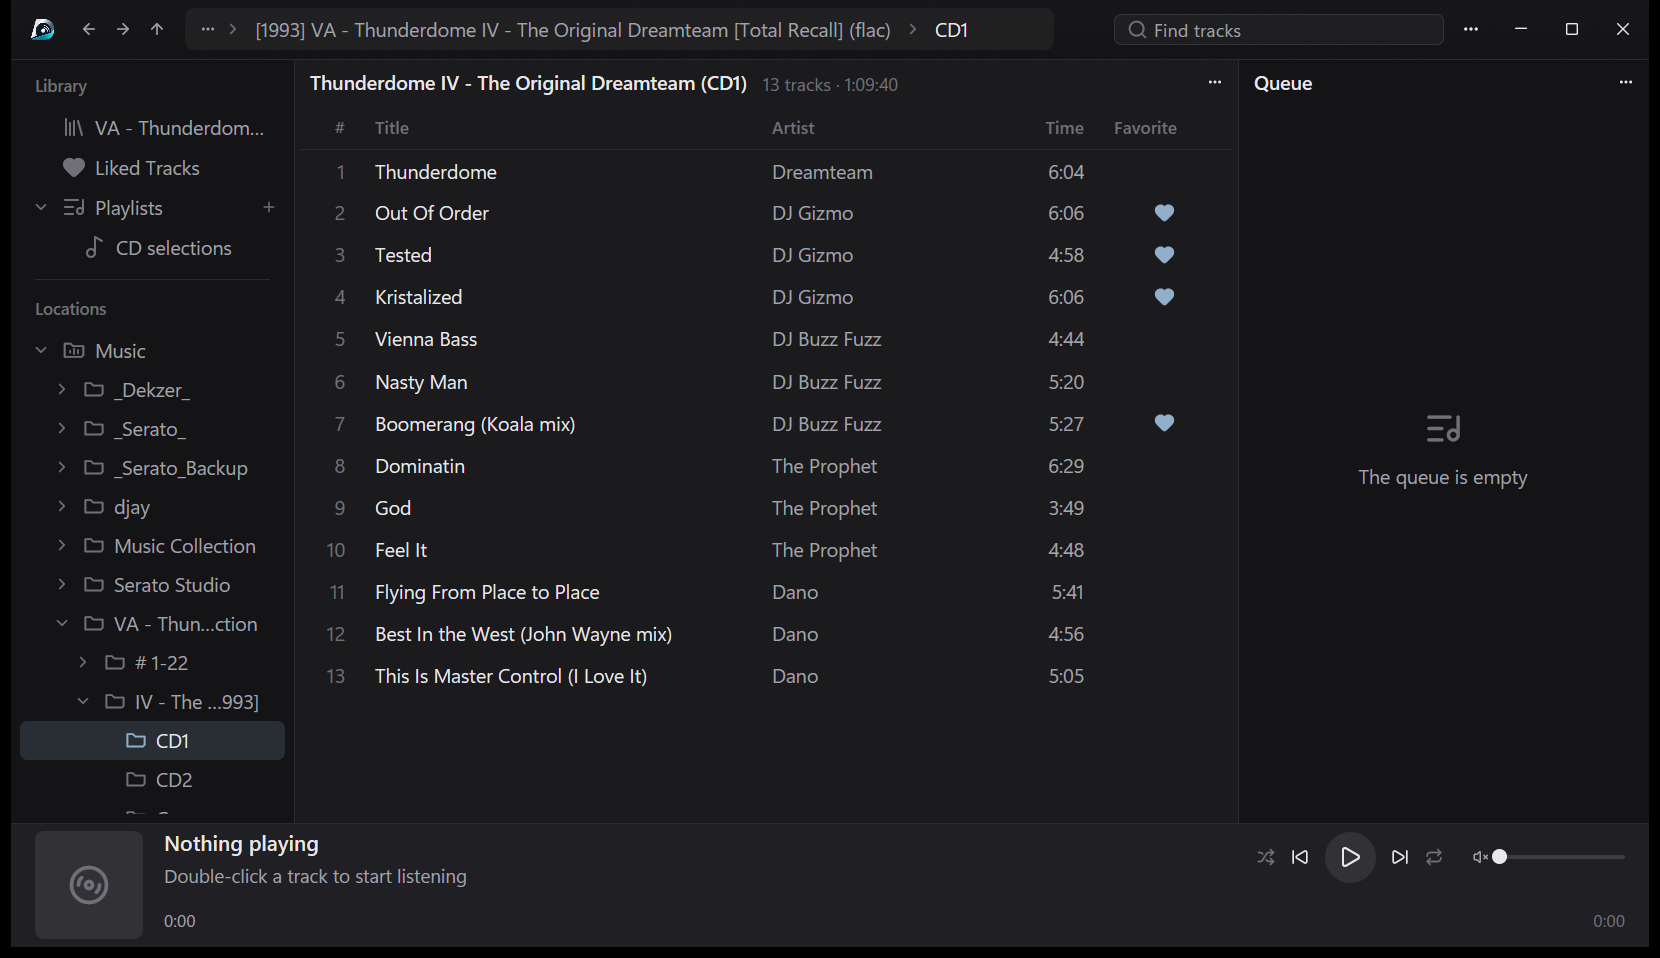 [1993] VA - Thunderdome IV - The Original Dreamteam [Total Recall] (flac) > CD1
Find tracks
Library
VA - Thunderdom...
Liked Tracks
Playlists +
CD selections
Locations
Music
_Dekzer_
_Serato_
_Serato_Backup
djay
Music Collection
Serato Studio
VA - Thun...ction
# 1-22
IV - The ...993]
CD1
CD2
Thunderdome IV - The Original Dreamteam (CD1) 13 tracks · 1:09:40
# Title Artist Time Favorite
1 Thunderdome Dreamteam 6:04
2 Out Of Order DJ Gizmo 6:06
3 Tested DJ Gizmo 4:58
4 Kristalized DJ Gizmo 6:06
5 Vienna Bass DJ Buzz Fuzz 4:44
6 Nasty Man DJ Buzz Fuzz 5:20
7 Boomerang (Koala mix) DJ Buzz Fuzz 5:27
8 Dominatin The Prophet 6:29
9 God The Prophet 3:49
10 Feel It The Prophet 4:48
11 Flying From Place to Place Dano 5:41
12 Best In the West (John Wayne mix) Dano 4:56
13 This Is Master Control (I Love It) Dano 5:05
Queue
The queue is empty
Nothing playing
Double-click a track to start listening
0:00
0:00